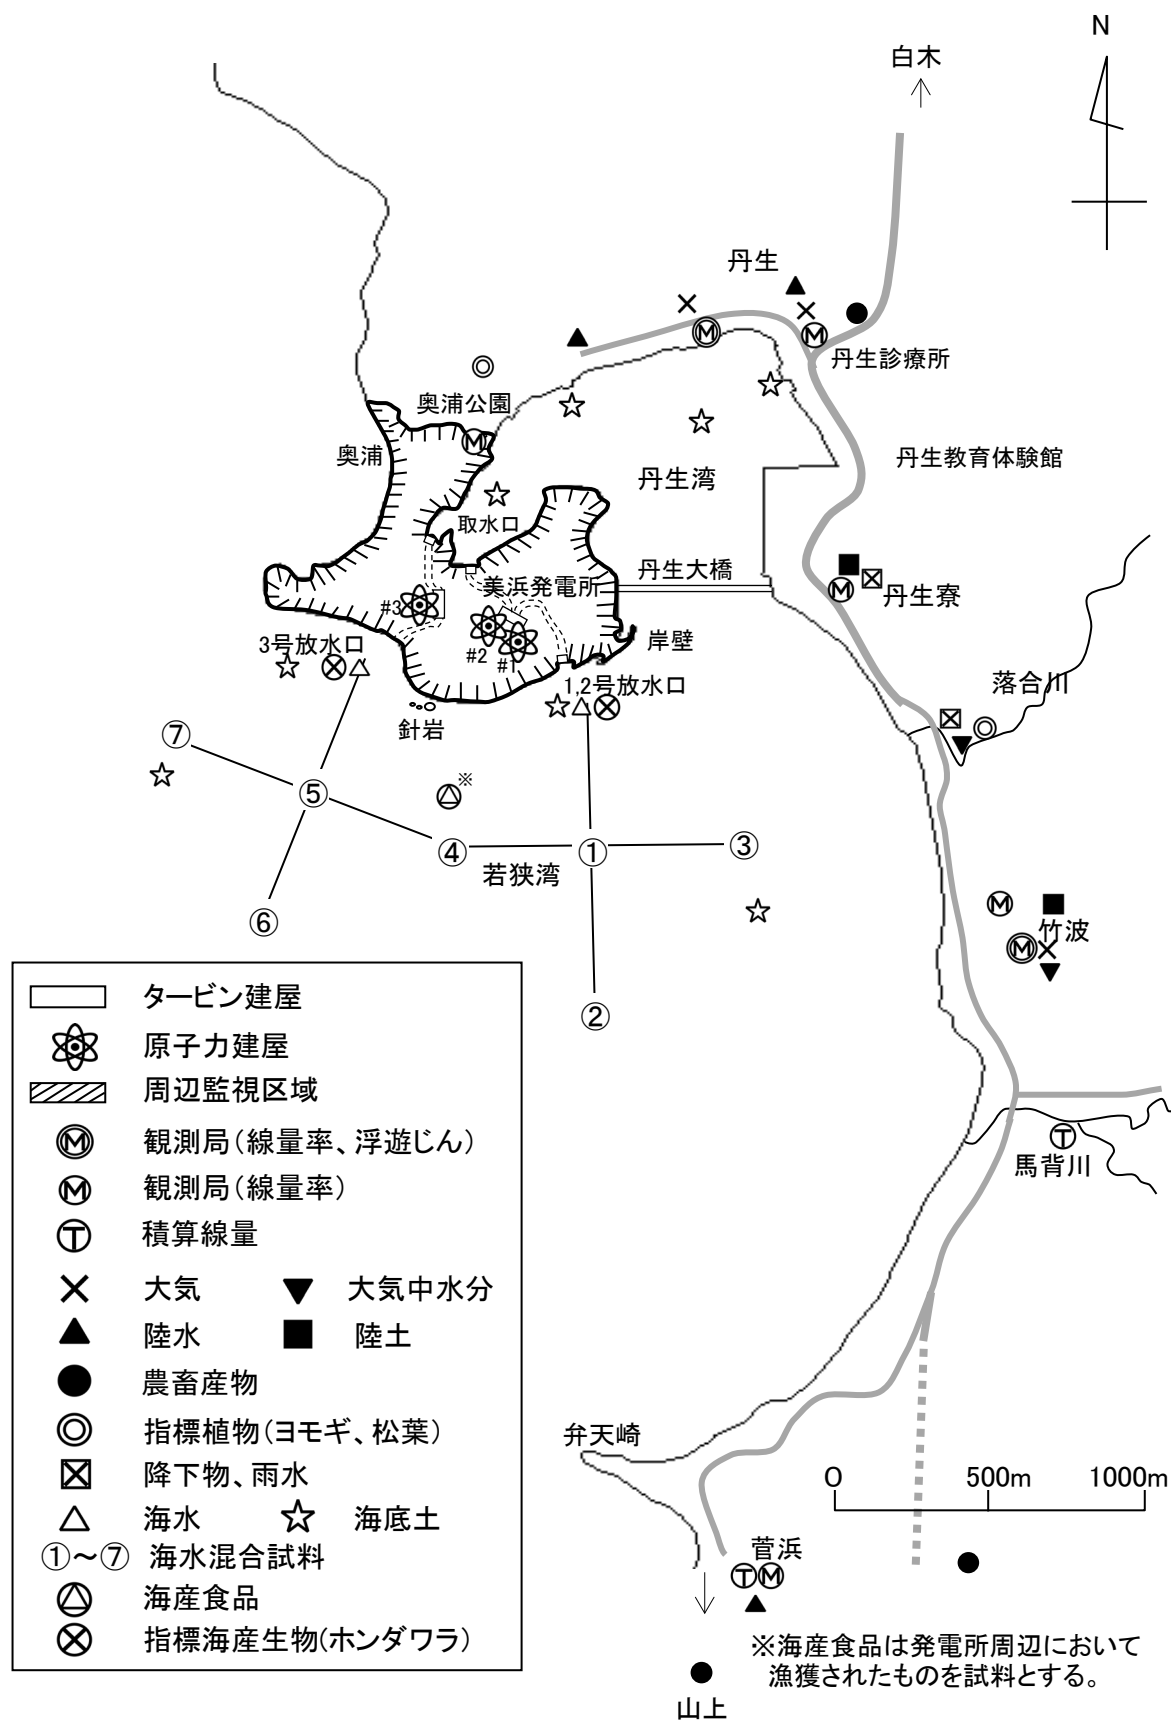 N
白木
丹生
丹生診療所
奥浦公園
奥浦
丹生教育体験館
丹生湾
取水口
丹生大橋
美浜発電所
丹生寮
#3
#2
#1
岸壁
3号放水口
1,2号放水口
落合川
針岩
⑦
※
⑤
④
①
③
若狭湾
⑥
竹波
②
タービン建屋
原子力建屋
周辺監視区域
M 観測局(線量率、浮遊じん)
M 観測局(線量率)
T 積算線量
大気 大気中水分
陸水 陸土
農畜産物
指標植物(ヨモギ、松葉)
降下物、雨水
海水 海底土
①～⑦ 海水混合試料
海産食品
指標海産生物(ホンダワラ)
馬背川
弁天崎
0 500m 1000m
菅浜
T M
※海産食品は発電所周辺において
漁獲されたものを試料とする。
山上